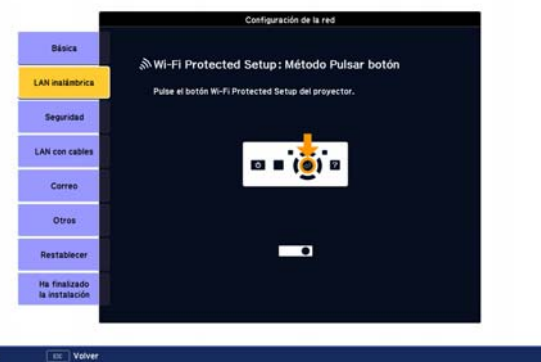 Configuración de la red
Básica
LAN inalámbrica
Seguridad
LAN con cables
Correo
Otros
Restablecer
Ha finalizado
la instalación
Wi-Fi Protected Setup: Método Pulsar botón
Pulse el botón Wi-Fi Protected Setup del proyector.
?
ESC Volver